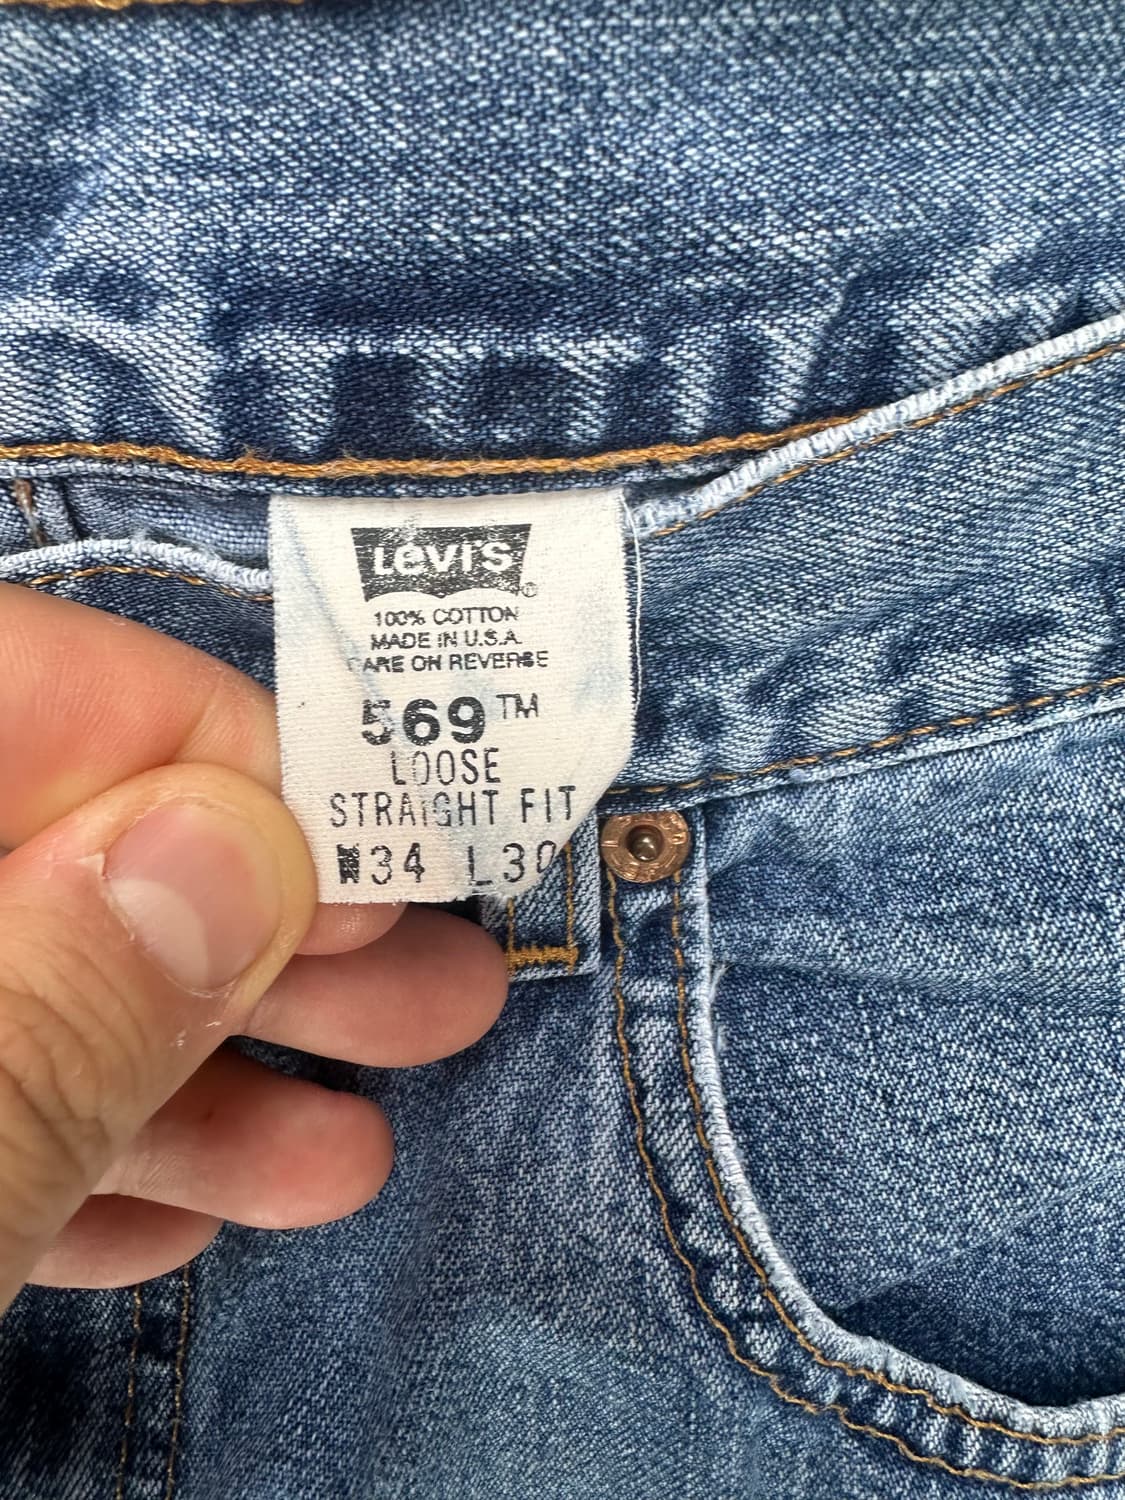 LEVI'S ®
100% COTTON
MADE IN U.S.A.
CARE ON REVERSE
569™
LOOSE
STRAIGHT FIT
W34 L30